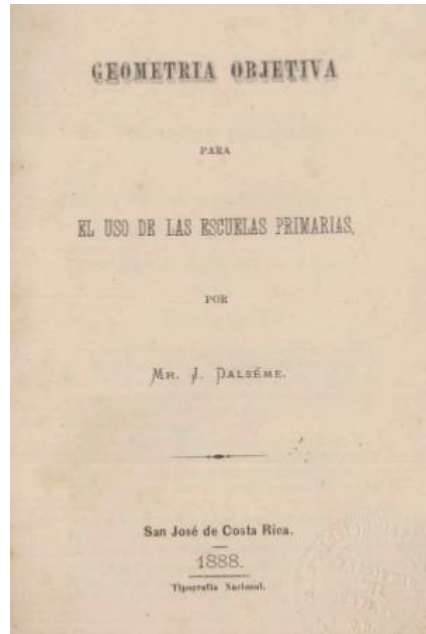 GEOMETRIA OBJETIVA
PARA
EL USO DE LAS ESCUELAS PRIMARIAS,
POR
MR. J. DALSÉME.
San José de Costa Rica.
1888.
Tipografía Nacional.